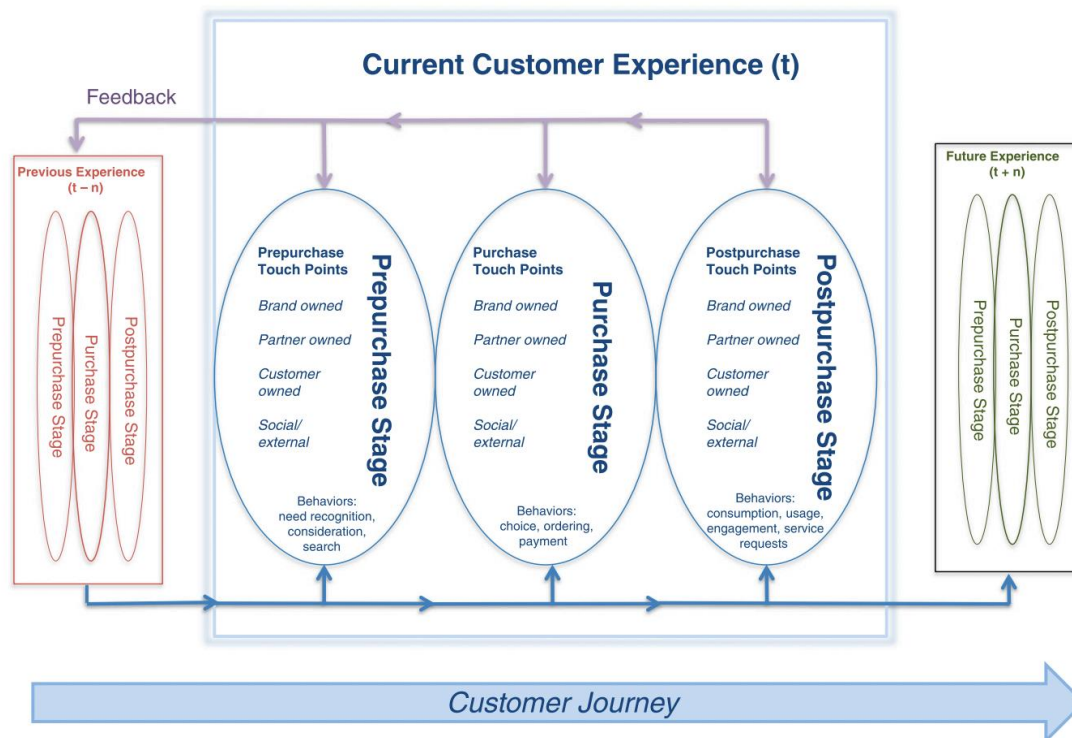 Current Customer Experience (t)
Feedback
Previous Experience
(t – n)
Prepurchase Stage
Purchase Stage
Postpurchase Stage
Prepurchase
Touch Points
Brand owned
Partner owned
Customer
owned
Social/
external
Behaviors:
need recognition,
consideration,
search
Prepurchase Stage
Purchase
Touch Points
Brand owned
Partner owned
Customer
owned
Social/
external
Behaviors:
choice, ordering,
payment
Purchase Stage
Postpurchase
Touch Points
Brand owned
Partner owned
Customer
owned
Social/
external
Behaviors:
consumption, usage,
engagement, service
requests
Postpurchase Stage
Future Experience
(t + n)
Prepurchase Stage
Purchase Stage
Postpurchase Stage
Customer Journey